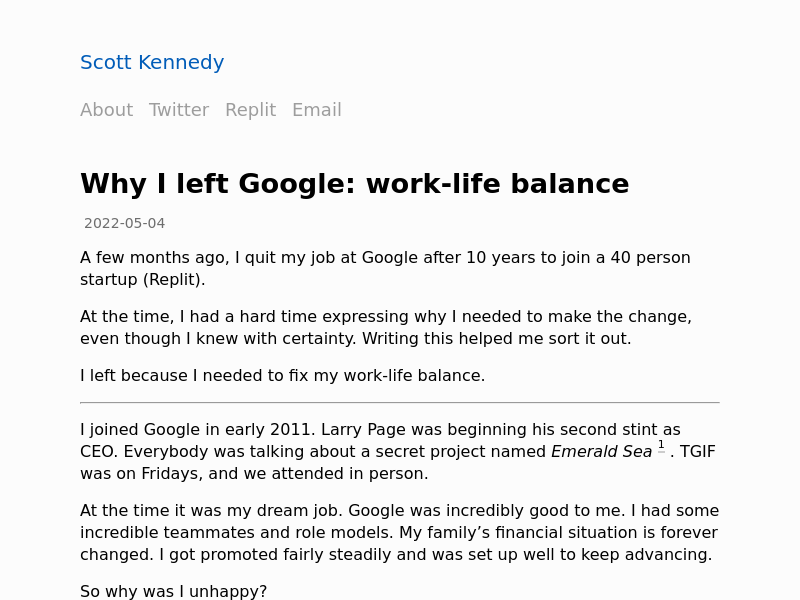 Scott Kennedy
About Twitter Replit Email
Why I left Google: work-life balance
2022-05-04
A few months ago, I quit my job at Google after 10 years to join a 40 person
startup (Replit).
At the time, I had a hard time expressing why I needed to make the change,
even though I knew with certainty. Writing this helped me sort it out.
I left because I needed to fix my work-life balance.
I joined Google in early 2011. Larry Page was beginning his second stint as
CEO. Everybody was talking about a secret project named Emerald Sea 1 . TGIF
was on Fridays, and we attended in person.
At the time it was my dream job. Google was incredibly good to me. I had some
incredible teammates and role models. My family’s financial situation is forever
changed. I got promoted fairly steadily and was set up well to keep advancing.
So why was I unhappy?